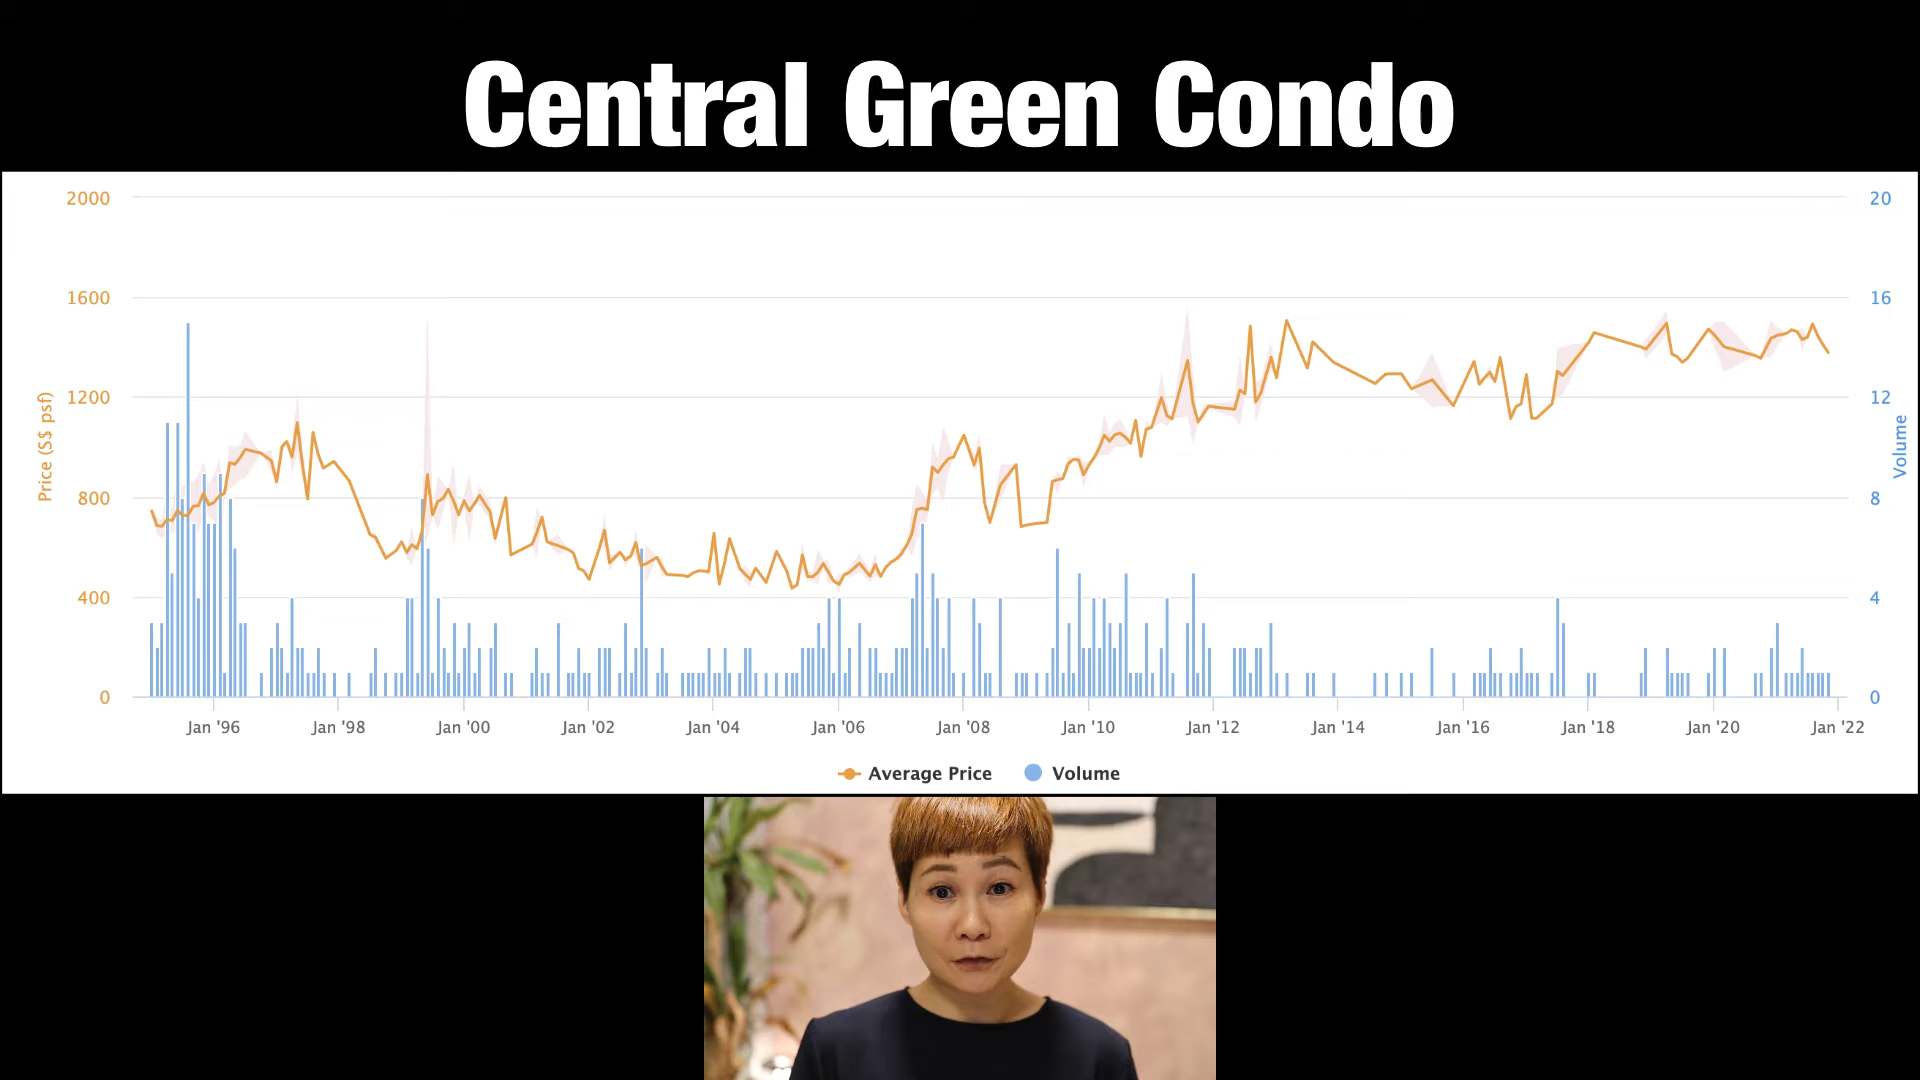 Central Green Condo
2000
1600
1200
800
400
0
Price (S$ psf)
20
16
12
8
4
0
Volume
Jan '96 Jan '98 Jan '00 Jan '02 Jan '04 Jan '06 Jan '08 Jan '10 Jan '12 Jan '14 Jan '16 Jan '18 Jan '20 Jan '22
Average Price Volume